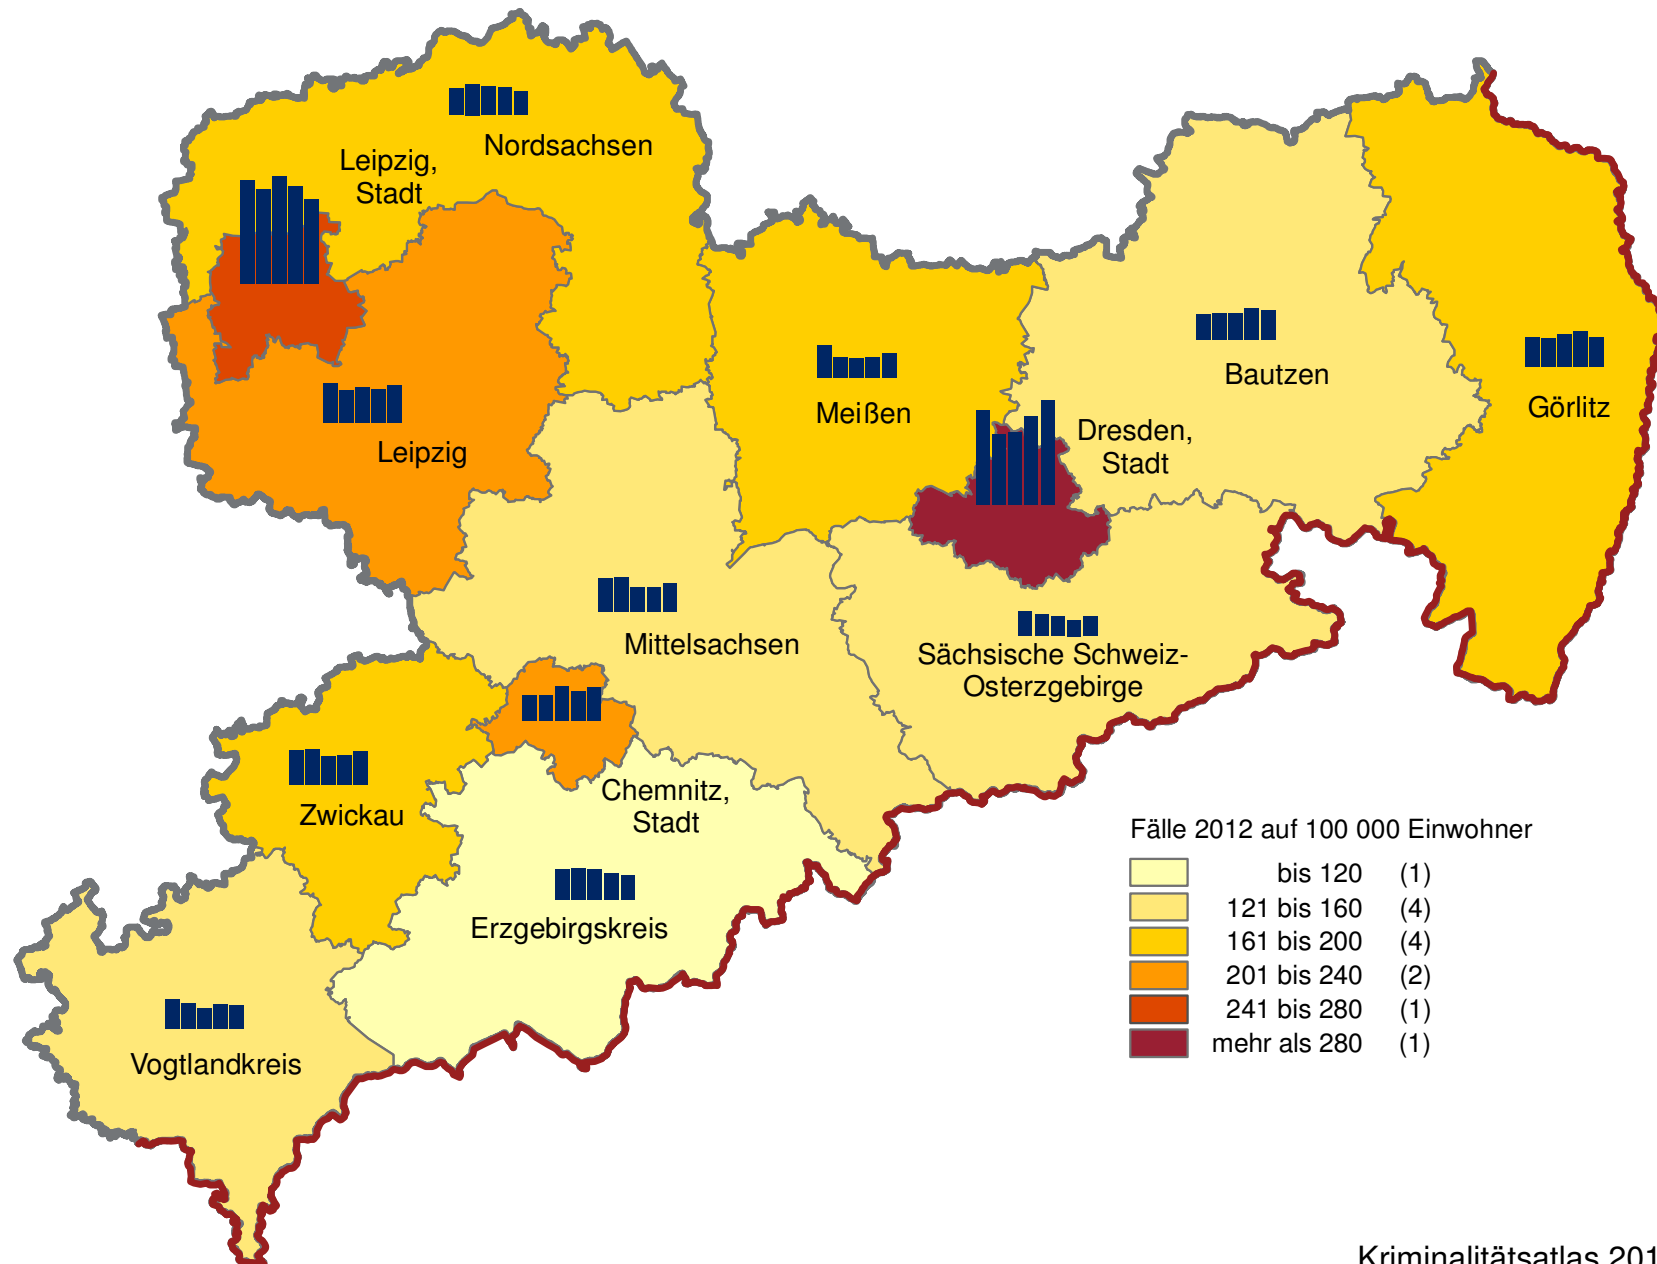 Nordsachsen
Leipzig,
Stadt
Leipzig
Meißen
Bautzen
Görlitz
Dresden,
Stadt
Mittelsachsen
Sächsische Schweiz-
Osterzgebirge
Zwickau
Chemnitz,
Stadt
Erzgebirgskreis
Vogtlandkreis
Fälle 2012 auf 100 000 Einwohner
bis 120 (1)
121 bis 160 (4)
161 bis 200 (4)
201 bis 240 (2)
241 bis 280 (1)
mehr als 280 (1)
Kriminalitätsatlas 201